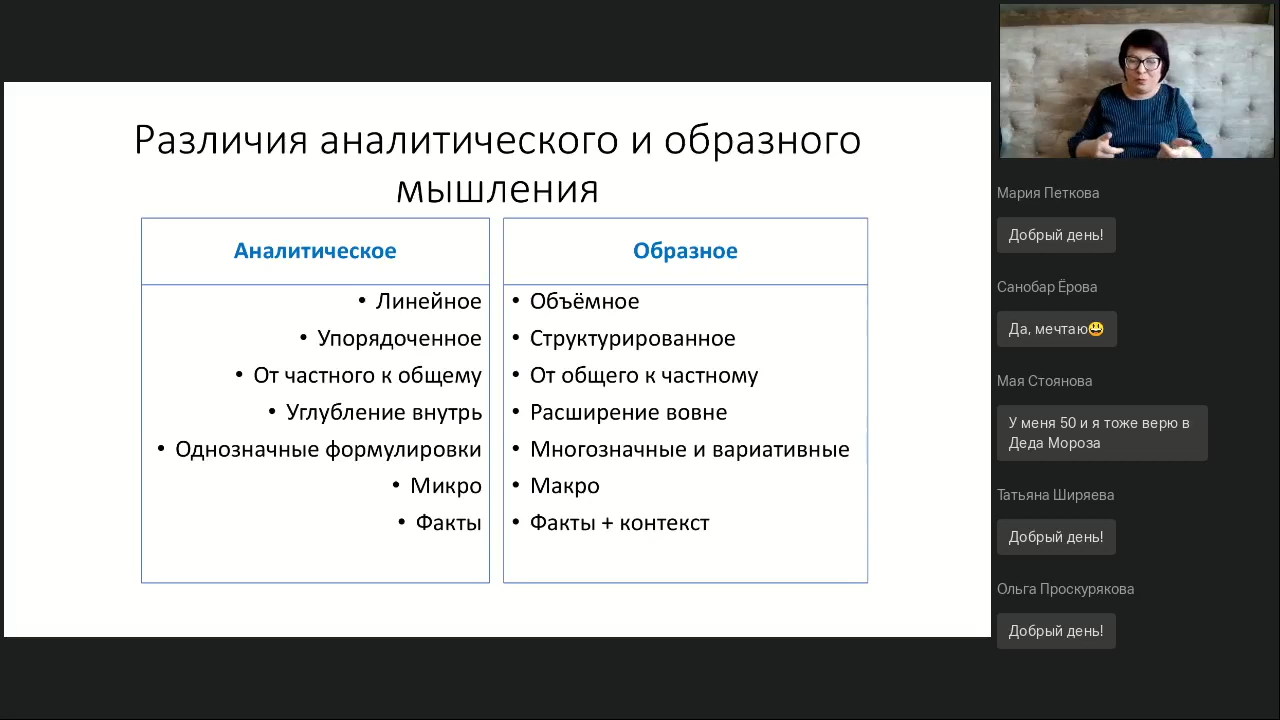 Различия аналитического и образного
мышления
Аналитическое
• Линейное
• Упорядоченное
• От частного к общему
• Углубление внутрь
• Однозначные формулировки
• Микро
• Факты
Образное
• Объёмное
• Структурированное
• От общего к частному
• Расширение вовне
• Многозначные и вариативные
• Макро
• Факты + контекст
Мария Петкова
Добрый день!
Санобар Ёрова
Да, мечтаю😃
Мая Стоянова
У меня 50 и я тоже верю в
Деда Мороза
Татьяна Ширяева
Добрый день!
Ольга Проскурякова
Добрый день!